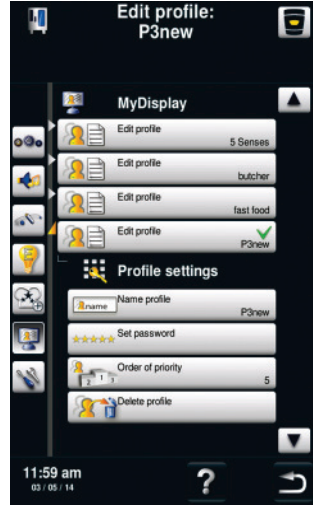 Edit profile:
P3new
MyDisplay
Edit profile
5 Senses
Edit profile
butcher
Edit profile
fast food
Edit profile
P3new
Profile settings
name
Name profile
P3new
Set password
Order of priority
2 1 3
5
Delete profile
11:59 am
03 / 05 / 14
?